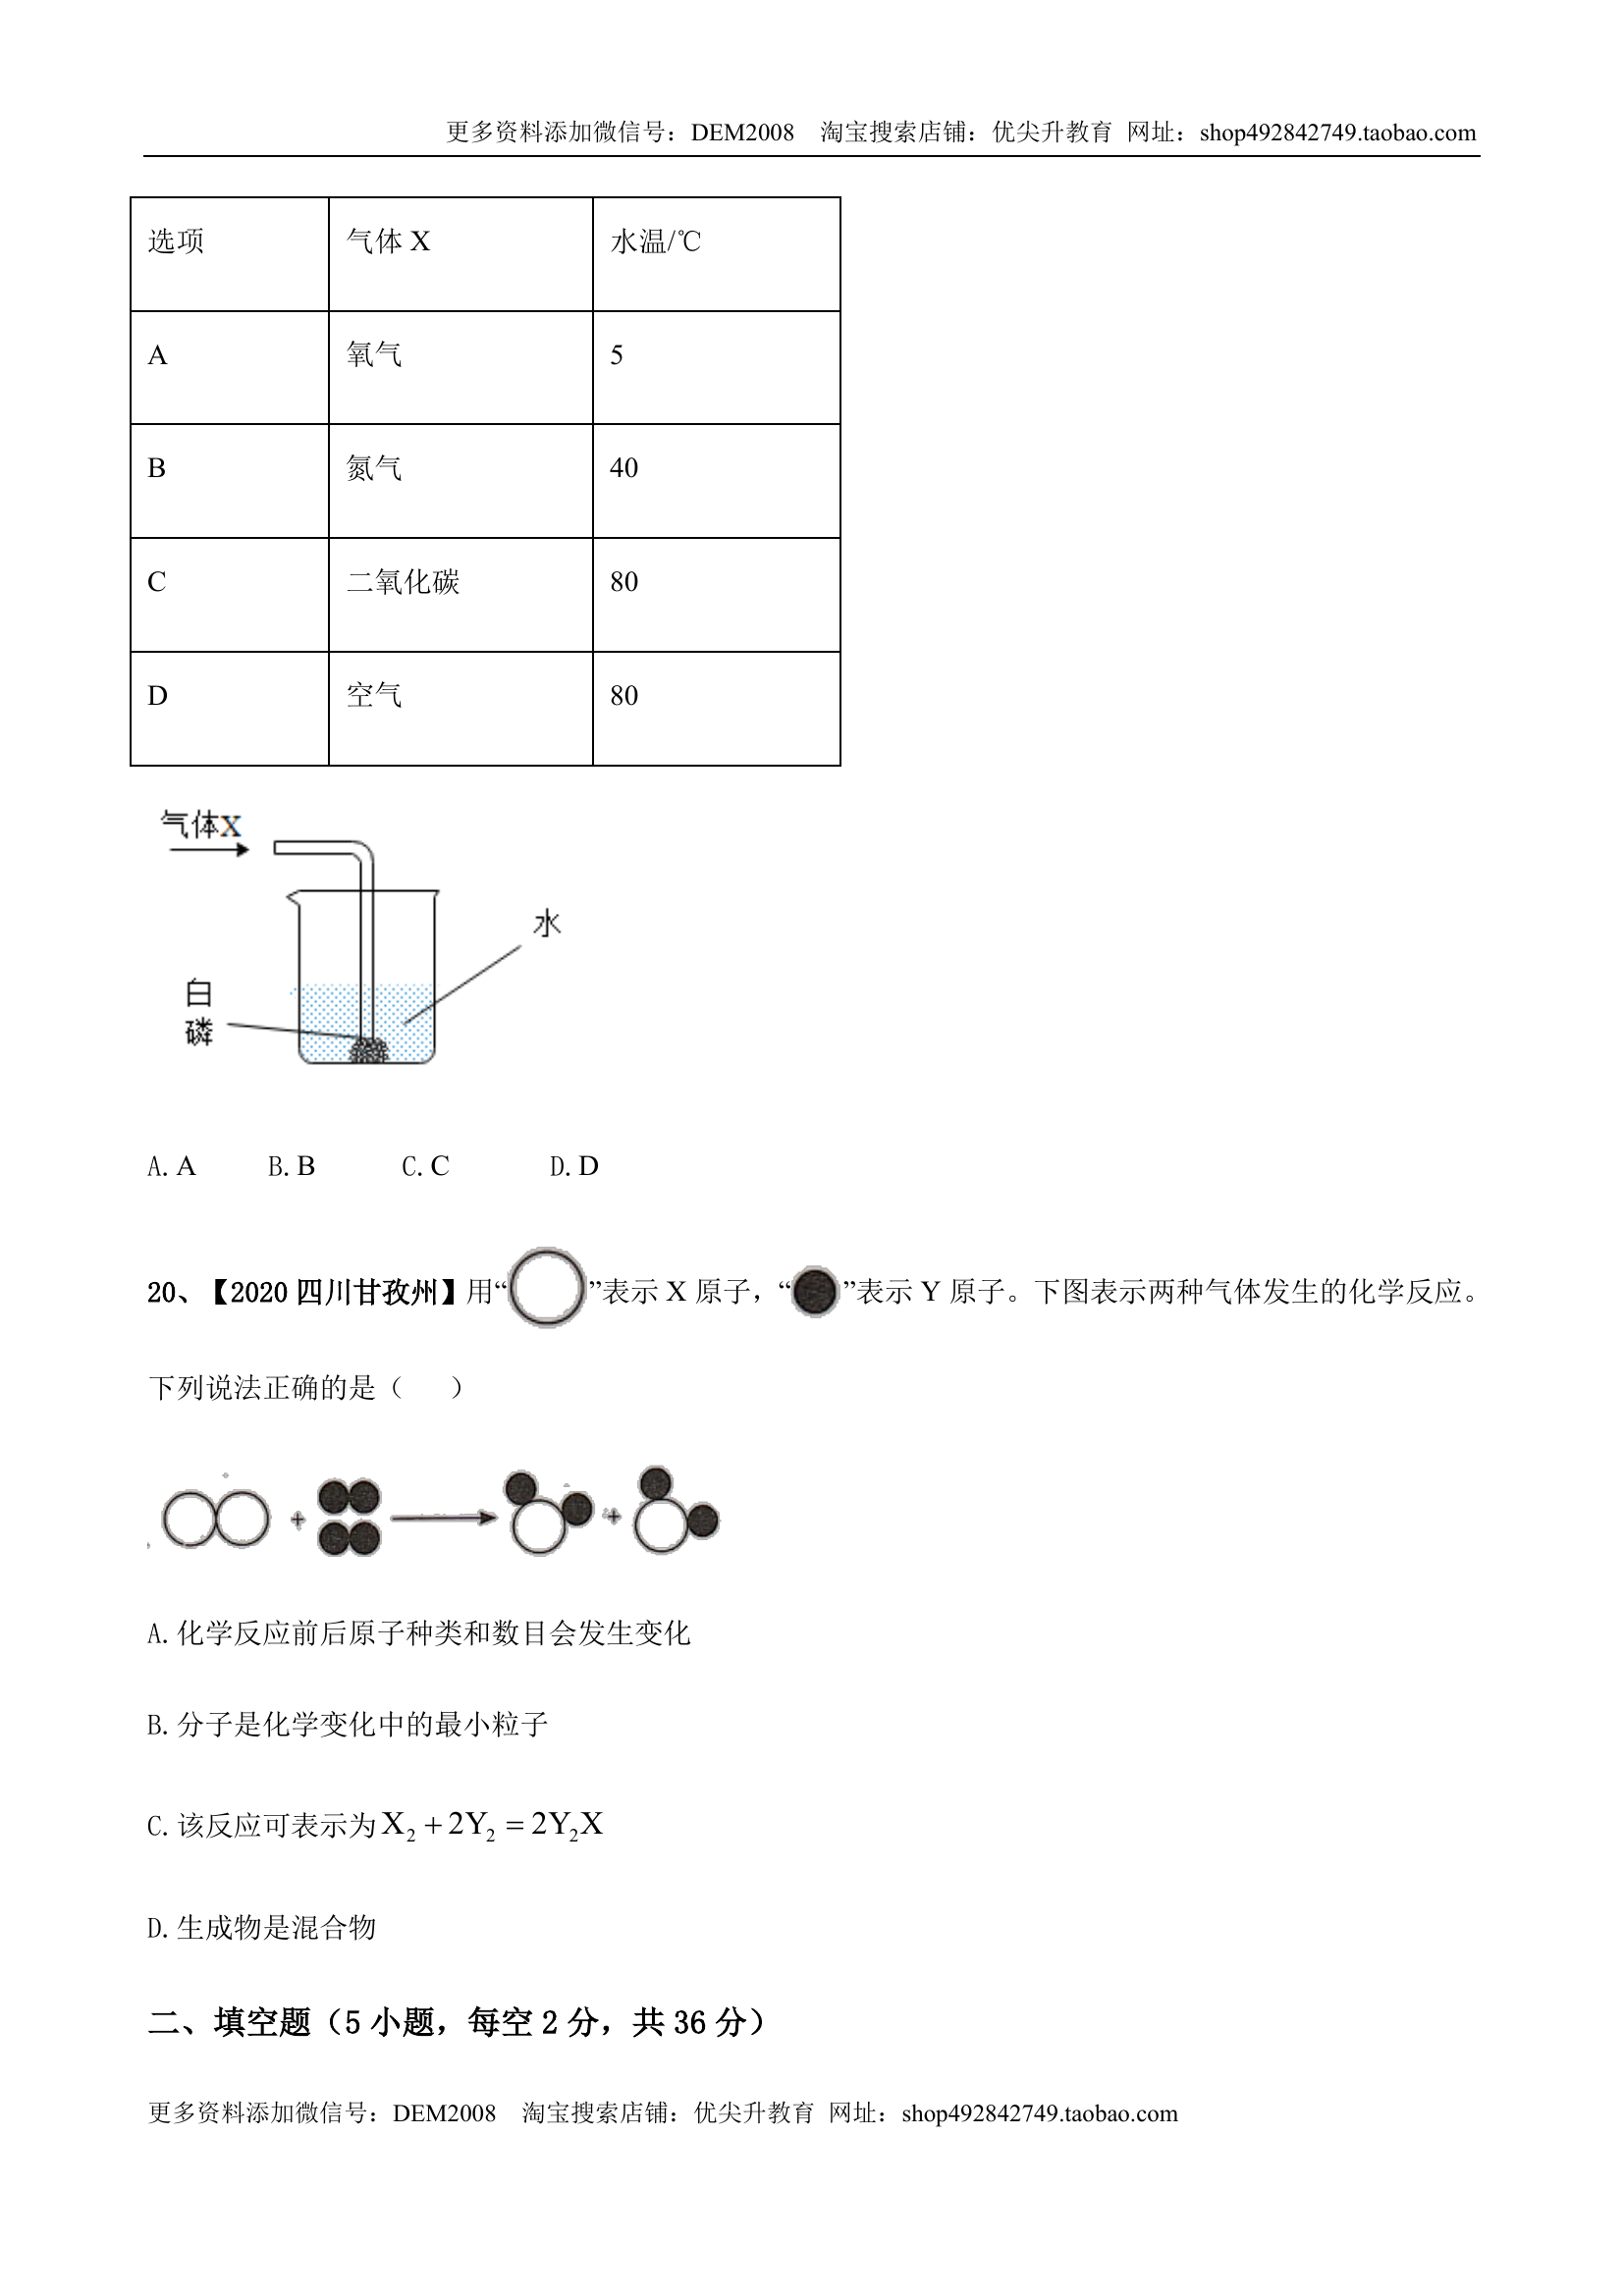 更多资料添加微信号：DEM2008 淘宝搜索店铺：优尖升教育 网址：shop492842749.taobao.com
选项 气体 X 水温/℃
A 氧气 5
B 氮气 40
C 二氧化碳 80
D 空气 80
气体X
水
白
磷
A.A B.B C.C D.D
20、【2020 四川甘孜州】用“ ”表示 X 原子，“ ”表示 Y 原子。下图表示两种气体发生的化学反应。
下列说法正确的是（ ）
+ +
A.化学反应前后原子种类和数目会发生变化
B.分子是化学变化中的最小粒子
C.该反应可表示为 X₂ + 2Y₂ = 2Y₂X
D.生成物是混合物
二、填空题（5 小题，每空 2 分，共 36 分）
更多资料添加微信号：DEM2008 淘宝搜索店铺：优尖升教育 网址：shop492842749.taobao.com